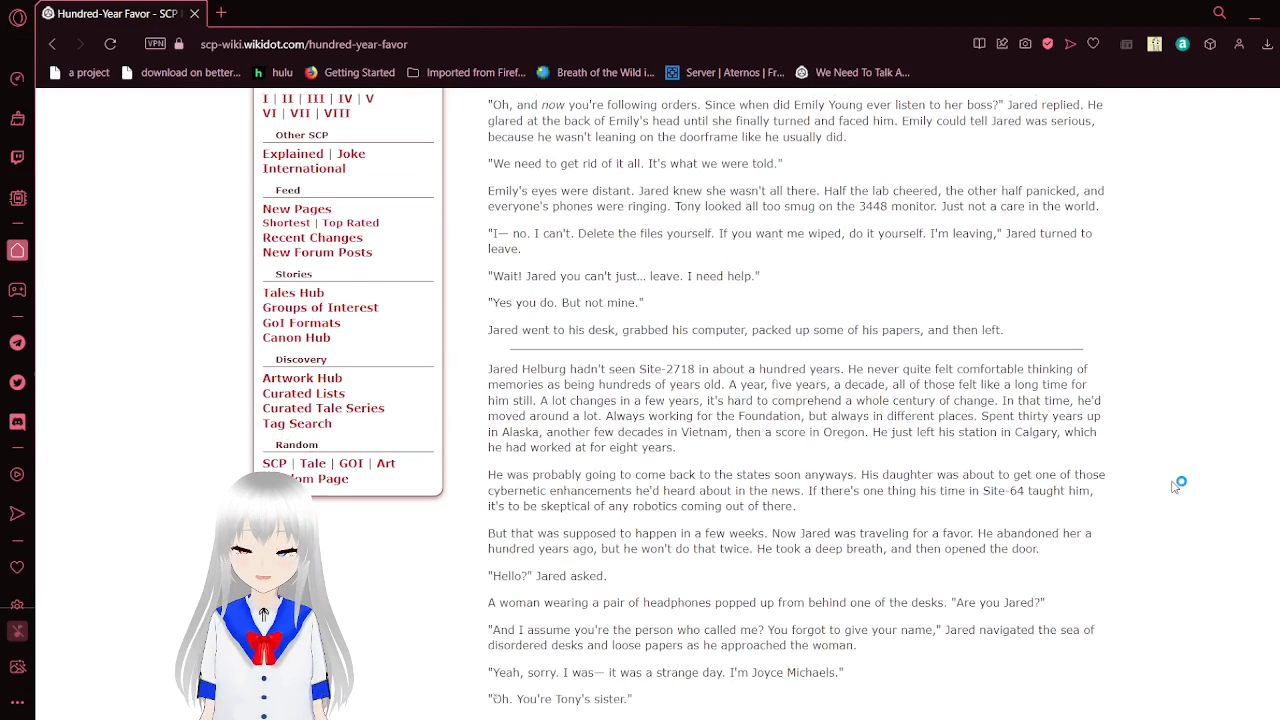 Hundred-Year Favor - SCP
scp-wiki.wikidot.com/hundred-year-favor
VPN
a project
download on better...
hulu
Getting Started
Imported from Firef...
Breath of the Wild i...
Server | Aternos | Fr...
We Need To Talk A...
I | II | III | IV | V
VI | VII | VIII
Other SCP
Explained | Joke
International
Feed
New Pages
Shortest | Top Rated
Recent Changes
New Forum Posts
Stories
Tales Hub
Groups of Interest
GoI Formats
Canon Hub
Discovery
Artwork Hub
Curated Lists
Curated Tale Series
Tag Search
Random
SCP | Tale | GOI | Art
Page
"Oh, and now you're following orders. Since when did Emily Young ever listen to her boss?" Jared replied. He
glared at the back of Emily's head until she finally turned and faced him. Emily could tell Jared was serious,
because he wasn't leaning on the doorframe like he usually did.
"We need to get rid of it all. It's what we were told."
Emily's eyes were distant. Jared knew she wasn't all there. Half the lab cheered, the other half panicked, and
everyone's phones were ringing. Tony looked all too smug on the 3448 monitor. Just not a care in the world.
"I— no. I can't. Delete the files yourself. If you want me wiped, do it yourself. I'm leaving," Jared turned to
leave.
"Wait! Jared you can't just... leave. I need help."
"Yes you do. But not mine."
Jared went to his desk, grabbed his computer, packed up some of his papers, and then left.
Jared Helburg hadn't seen Site-2718 in about a hundred years. He never quite felt comfortable thinking of
memories as being hundreds of years old. A year, five years, a decade, all of those felt like a long time for
him still. A lot changes in a few years, it's hard to comprehend a whole century of change. In that time, he'd
moved around a lot. Always working for the Foundation, but always in different places. Spent thirty years up
in Alaska, another few decades in Vietnam, then a score in Oregon. He just left his station in Calgary, which
he had worked at for eight years.
He was probably going to come back to the states soon anyways. His daughter was about to get one of those
cybernetic enhancements he'd heard about in the news. If there's one thing his time in Site-64 taught him,
it's to be skeptical of any robotics coming out of there.
But that was supposed to happen in a few weeks. Now Jared was traveling for a favor. He abandoned her a
hundred years ago, but he won't do that twice. He took a deep breath, and then opened the door.
"Hello?" Jared asked.
A woman wearing a pair of headphones popped up from behind one of the desks. "Are you Jared?"
"And I assume you're the person who called me? You forgot to give your name," Jared navigated the sea of
disordered desks and loose papers as he approached the woman.
"Yeah, sorry. I was— it was a strange day. I'm Joyce Michaels."
"Oh. You're Tony's sister."